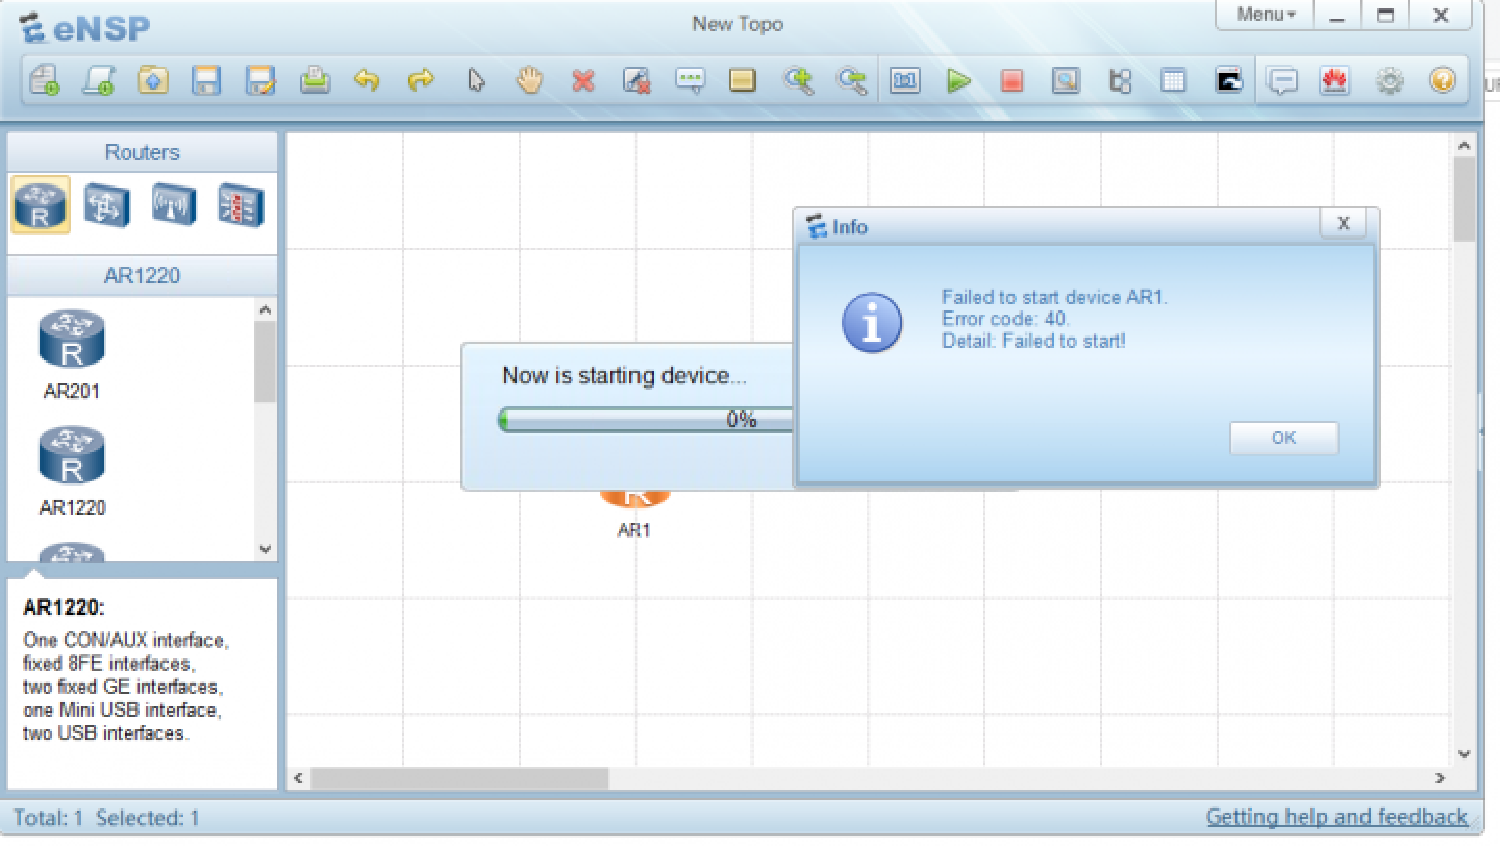 eNSP
New Topo
Menu
Routers
R
AR1220
R
AR201
R
AR1220
AR1220:
One CON/AUX interface,
fixed 8FE interfaces,
two fixed GE interfaces,
one Mini USB interface,
two USB interfaces.
Now is starting device...
0%
R
AR1
Info
X
i
Failed to start device AR1.
Error code: 40.
Detail: Failed to start!
OK
Total: 1 Selected: 1
Getting help and feedback